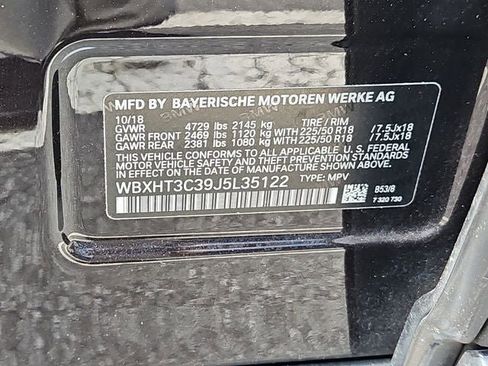 MFD BY BAYERISCHE MOTOREN WERKE AG
10/18
GVWR 4729 lbs 2145 kg TIRE / RIM
GAWR FRONT 2469 lbs 1120 kg WITH 225/50 R18 / 7.5Jx18
GAWR REAR 2381 lbs 1080 kg WITH 225/50 R18 / 7.5Jx18
THIS VEHICLE CONFORMS TO ALL APPLICABLE U.S. FEDERAL
MOTOR VEHICLE SAFETY, BUMPER, AND THEFT PREVENTION STANDARDS
IN EFFECT ON THE DATE OF MANUFACTURE SHOWN ABOVE.
WBXHT3C39J5L35122 TYPE: MPV
B53/8
7 320 730